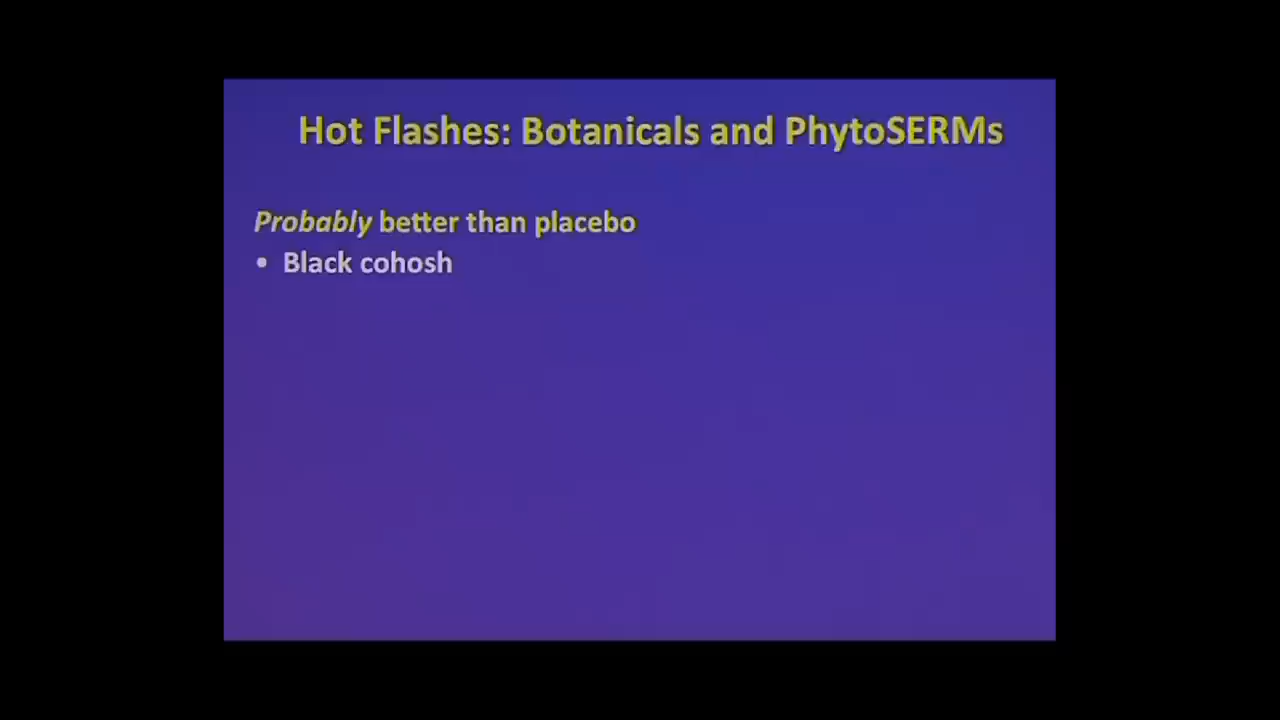 Hot Flashes: Botanicals and PhytoSERMs
Probably better than placebo
• Black cohosh